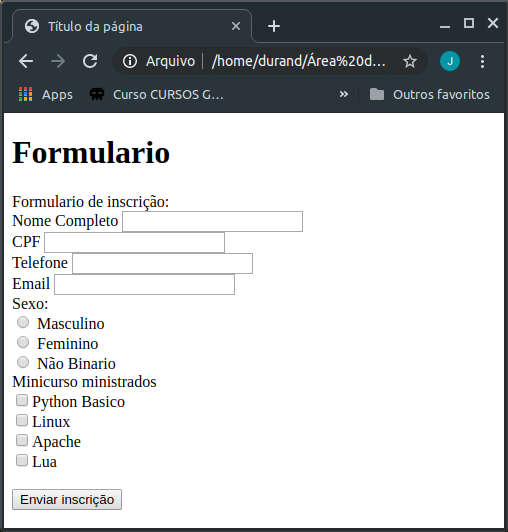 Título da página
Arquivo | /home/durand/Área%20d...
J
Apps Curso CURSOS G... » Outros favoritos
Formulario
Formulario de inscrição:
Nome Completo
CPF
Telefone
Email
Sexo:
Masculino
Feminino
Não Binario
Minicurso ministrados
Python Basico
Linux
Apache
Lua
Enviar inscrição